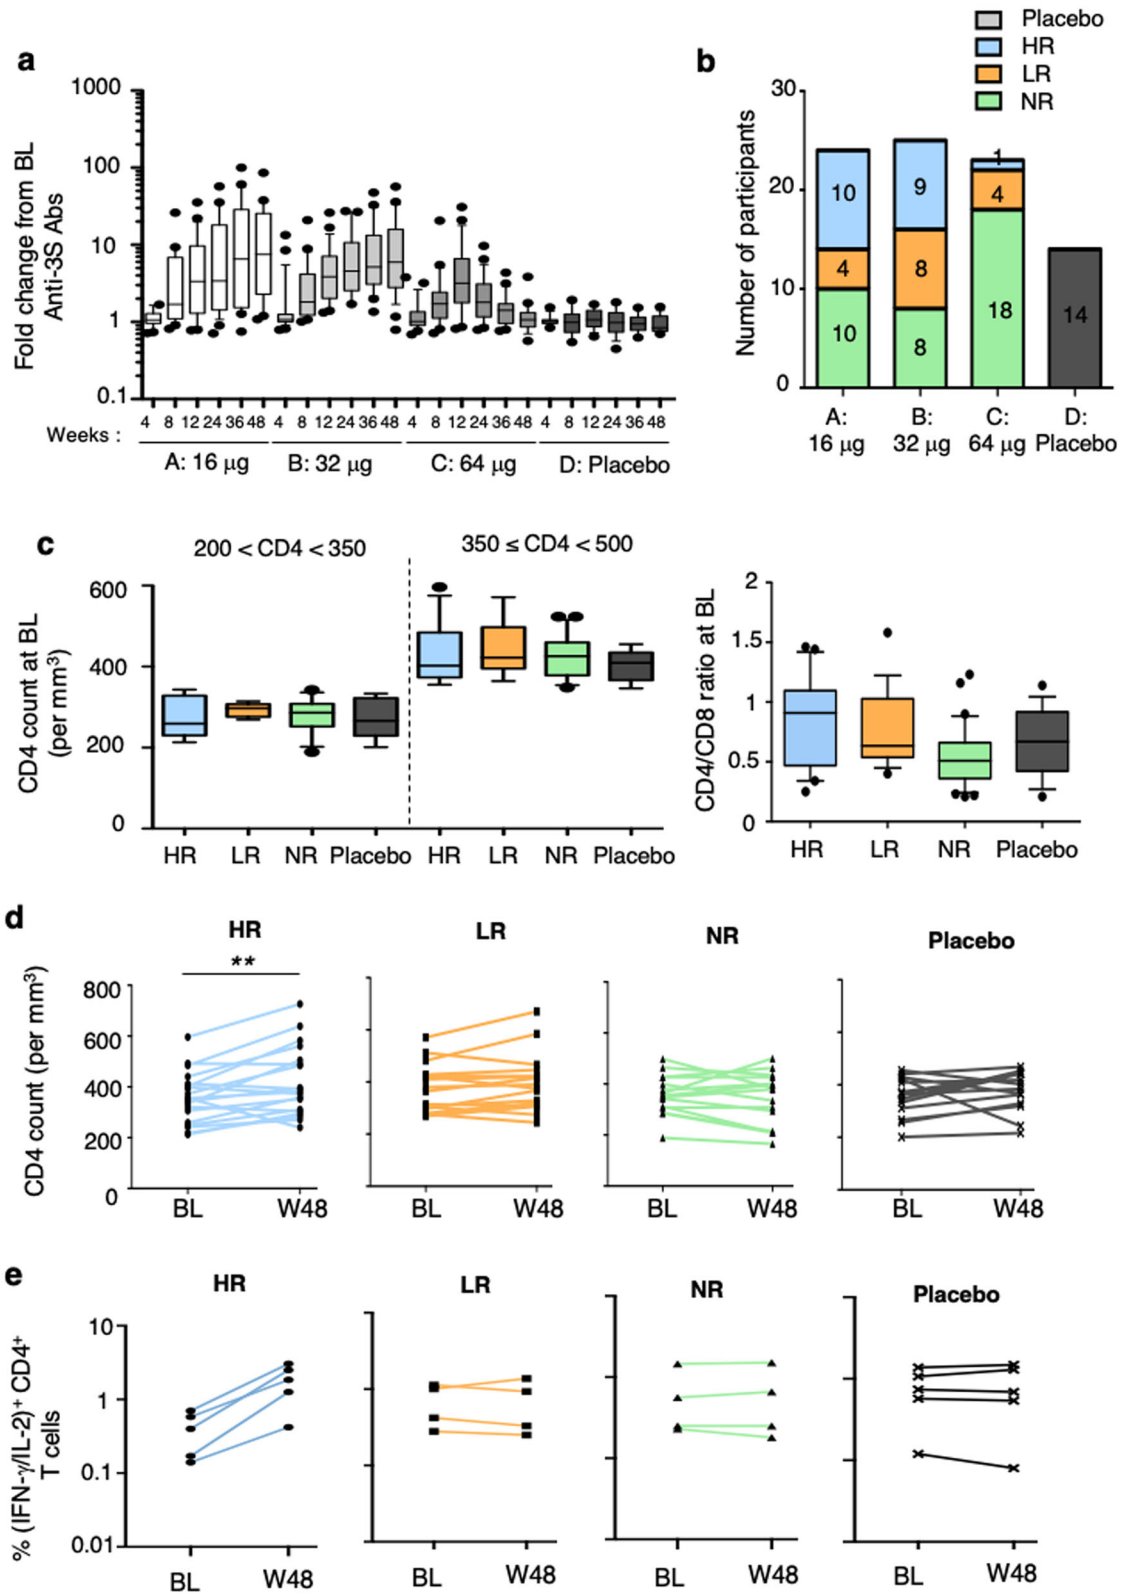 a
1000
100
10
1
0.1
Fold change from BL
Anti-3S Abs
4 8 12 24 36 48 4 8 12 24 36 48 4 8 12 24 36 48 4 8 12 24 36 48
Weeks :
A: 16 µg
B: 32 µg
C: 64 µg
D: Placebo
b
Placebo
HR
LR
NR
30
20
10
0
Number of participants
10
4
10
9
8
8
1
4
18
14
A:
16 µg
B:
32 µg
C:
64 µg
D:
Placebo
c
200 < CD4 < 350
350 ≤ CD4 < 500
600
400
200
0
CD4 count at BL
(per mm³)
HR LR NR Placebo HR LR NR Placebo
2
1.5
1
0.5
0
CD4/CD8 ratio at BL
HR LR NR Placebo
d
HR
LR
NR
Placebo
**
800
600
400
200
0
CD4 count (per mm³)
BL W48 BL W48 BL W48 BL W48
e
HR
LR
NR
Placebo
10
1
0.1
0.01
% (IFN-γ/IL-2)⁺ CD4⁺
T cells
BL W48 BL W48 BL W48 BL W48